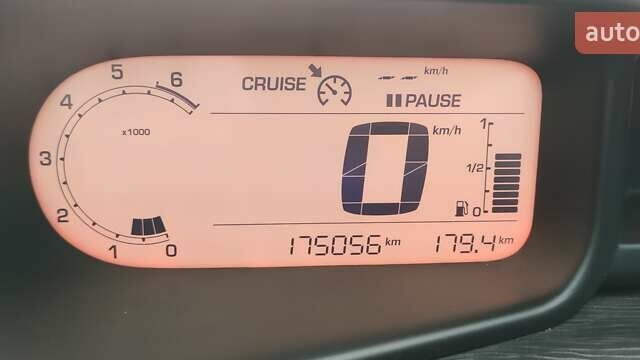 auto
5
6
4
3
2
1
0
x1000
CRUISE
-- --
km/h
PAUSE
0
km/h
1
1/2
0
175056 km
179.4 km